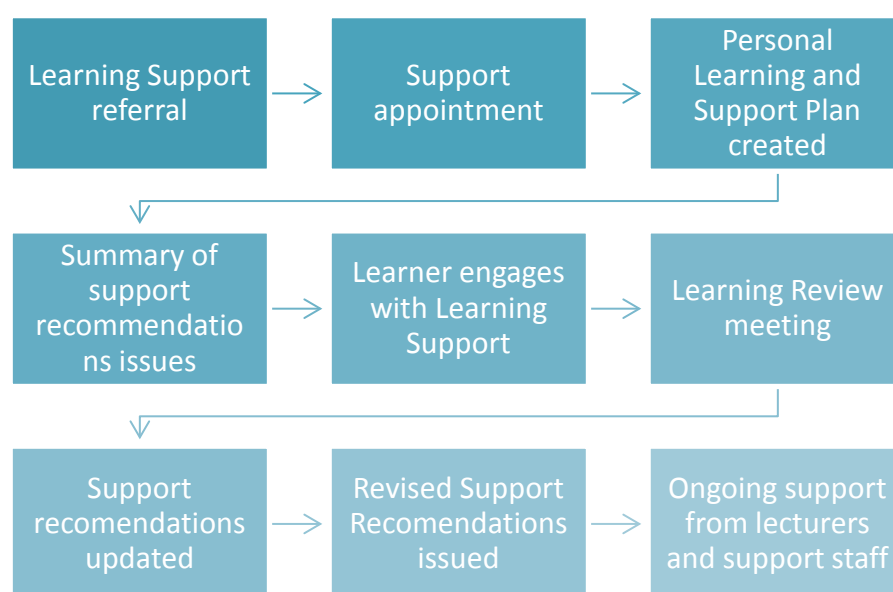 Learning Support
referral
Support
appointment
Personal
Learning and
Support Plan
created
Summary of
support
recommendatio
ns issues
Learner engages
with Learning
Support
Learning Review
meeting
Support
recomendations
updated
Revised Support
Recomendations
issued
Ongoing support
from lecturers
and support staff